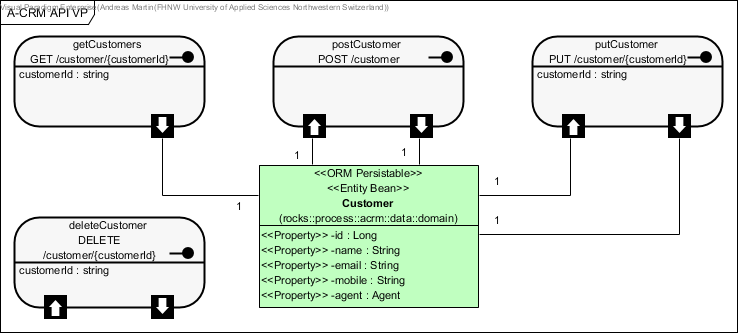 Visual Paradigm Enterprise(Andreas Martin(FHNW University of Applied Sciences Northwestern Switzerland))
A-CRM API VP
getCustomers
GET /customer/{customerId}
customerId : string
postCustomer
POST /customer
putCustomer
PUT /customer/{customerId}
customerId : string
1
1
1
1
1
<<ORM Persistable>>
<<Entity Bean>>
Customer
(rocks::process::acrm::data::domain)
<<Property>> -id : Long
<<Property>> -name : String
<<Property>> -email : String
<<Property>> -mobile : String
<<Property>> -agent : Agent
deleteCustomer
DELETE
/customer/{customerId}
customerId : string